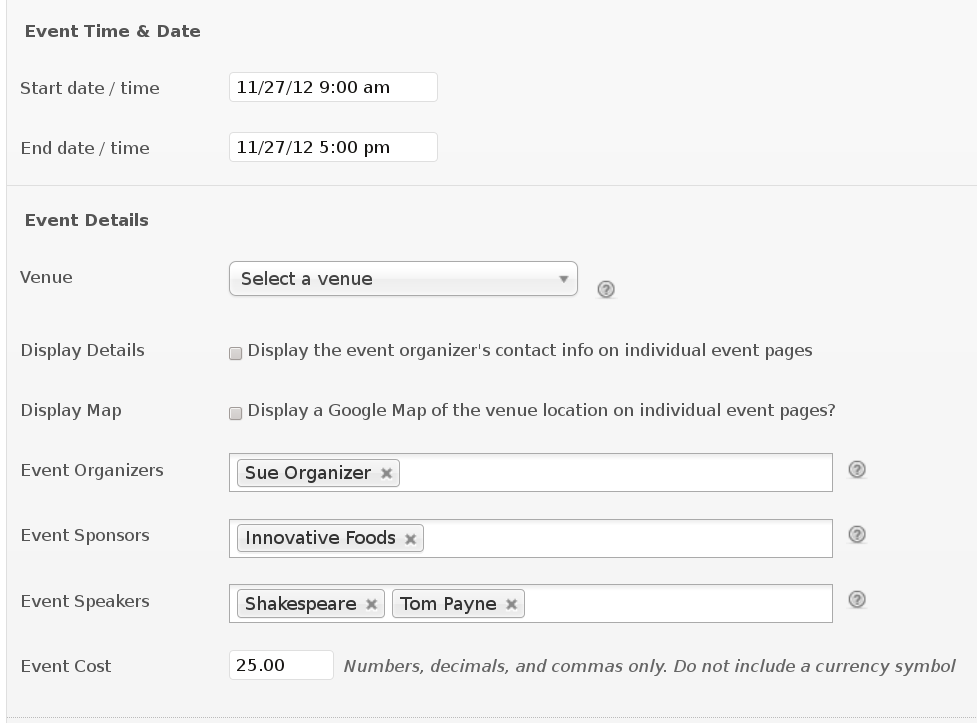 Event Time & Date
Start date / time 11/27/12 9:00 am
End date / time 11/27/12 5:00 pm
Event Details
Venue Select a venue ?
Display Details Display the event organizer's contact info on individual event pages
Display Map Display a Google Map of the venue location on individual event pages?
Event Organizers Sue Organizer × ?
Event Sponsors Innovative Foods × ?
Event Speakers Shakespeare × Tom Payne × ?
Event Cost 25.00 Numbers, decimals, and commas only. Do not include a currency symbol